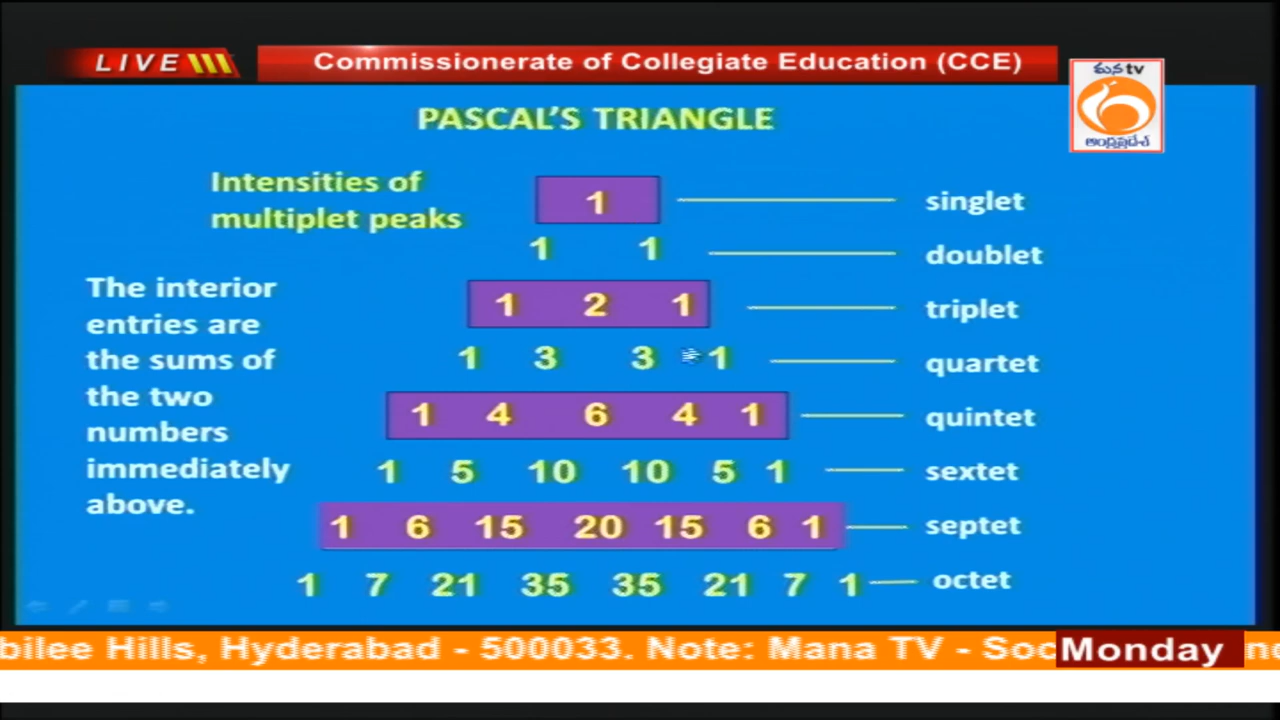 LIVE
Commissionerate of Collegiate Education (CCE)
మన tv
ఆంధ్రప్రదేశ్
PASCAL'S TRIANGLE
Intensities of
multiplet peaks
The interior
entries are
the sums of
the two
numbers
immediately
above.
1 singlet
1 1 doublet
1 2 1 triplet
1 3 3 1 quartet
1 4 6 4 1 quintet
1 5 10 10 5 1 sextet
1 6 15 20 15 6 1 septet
1 7 21 35 35 21 7 1 octet
bilee Hills, Hyderabad - 500033. Note: Mana TV - Soc
Monday